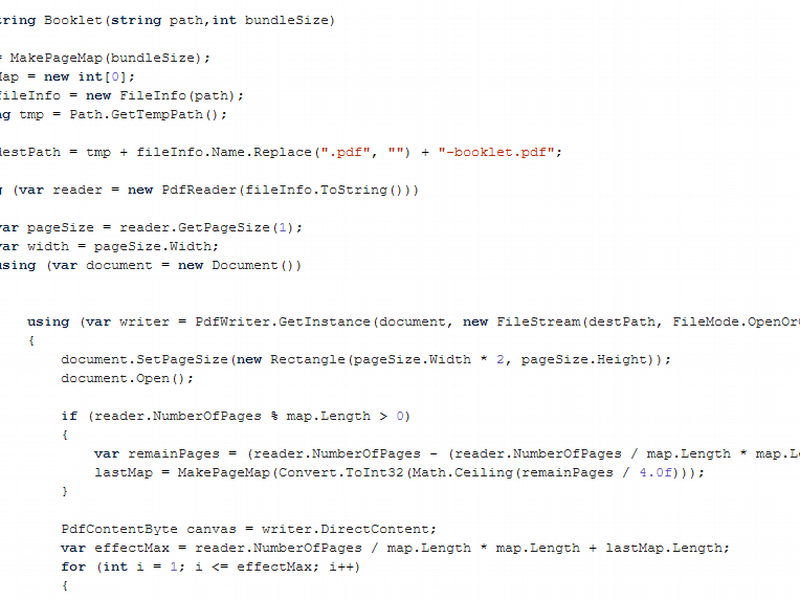 tring Booklet(string path,int bundleSize)
= MakePageMap(bundleSize);
Map = new int[0];
fileInfo = new FileInfo(path);
ng tmp = Path.GetTempPath();
destPath = tmp + fileInfo.Name.Replace(".pdf", "") + "-booklet.pdf";
g (var reader = new PdfReader(fileInfo.ToString()))
var pageSize = reader.GetPageSize(1);
var width = pageSize.Width;
using (var document = new Document())
using (var writer = PdfWriter.GetInstance(document, new FileStream(destPath, FileMode.OpenOr
{
document.SetPageSize(new Rectangle(pageSize.Width * 2, pageSize.Height));
document.Open();
if (reader.NumberOfPages % map.Length > 0)
{
var remainPages = (reader.NumberOfPages - (reader.NumberOfPages / map.Length * map.L
lastMap = MakePageMap(Convert.ToInt32(Math.Ceiling(remainPages / 4.0f)));
}
PdfContentByte canvas = writer.DirectContent;
var effectMax = reader.NumberOfPages / map.Length * map.Length + lastMap.Length;
for (int i = 1; i <= effectMax; i++)
{